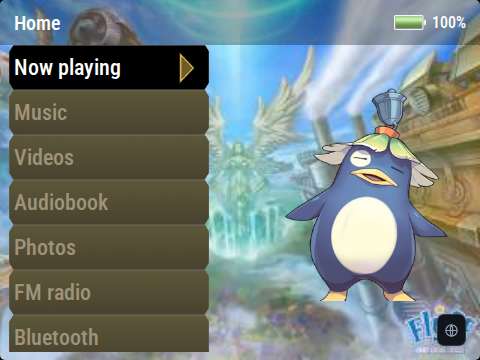 Home
100%
Now playing
Music
Videos
Audiobook
Photos
FM radio
Bluetooth